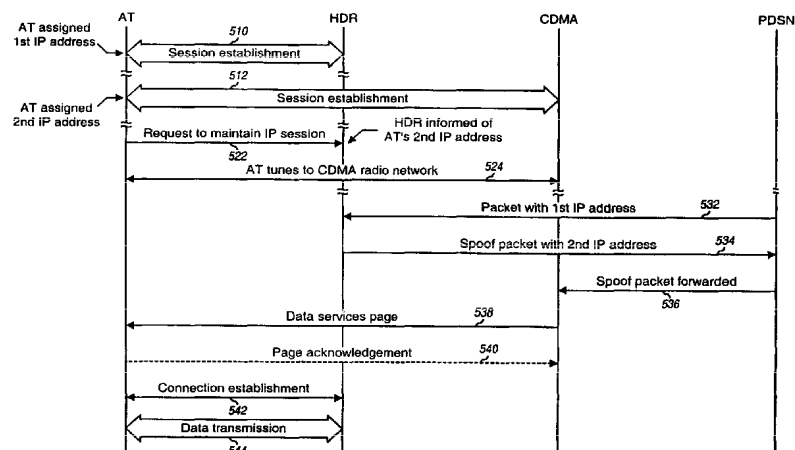 AT
HDR
CDMA
PDSN
AT assigned
1st IP address
510
Session establishment
512
Session establishment
AT assigned
2nd IP address
HDR informed of
AT's 2nd IP address
Request to maintain IP session
522
AT tunes to CDMA radio network
524
Packet with 1st IP address
532
Spoof packet with 2nd IP address
534
Spoof packet forwarded
536
Data services page
538
Page acknowledgement
540
Connection establishment
542
Data transmission
544